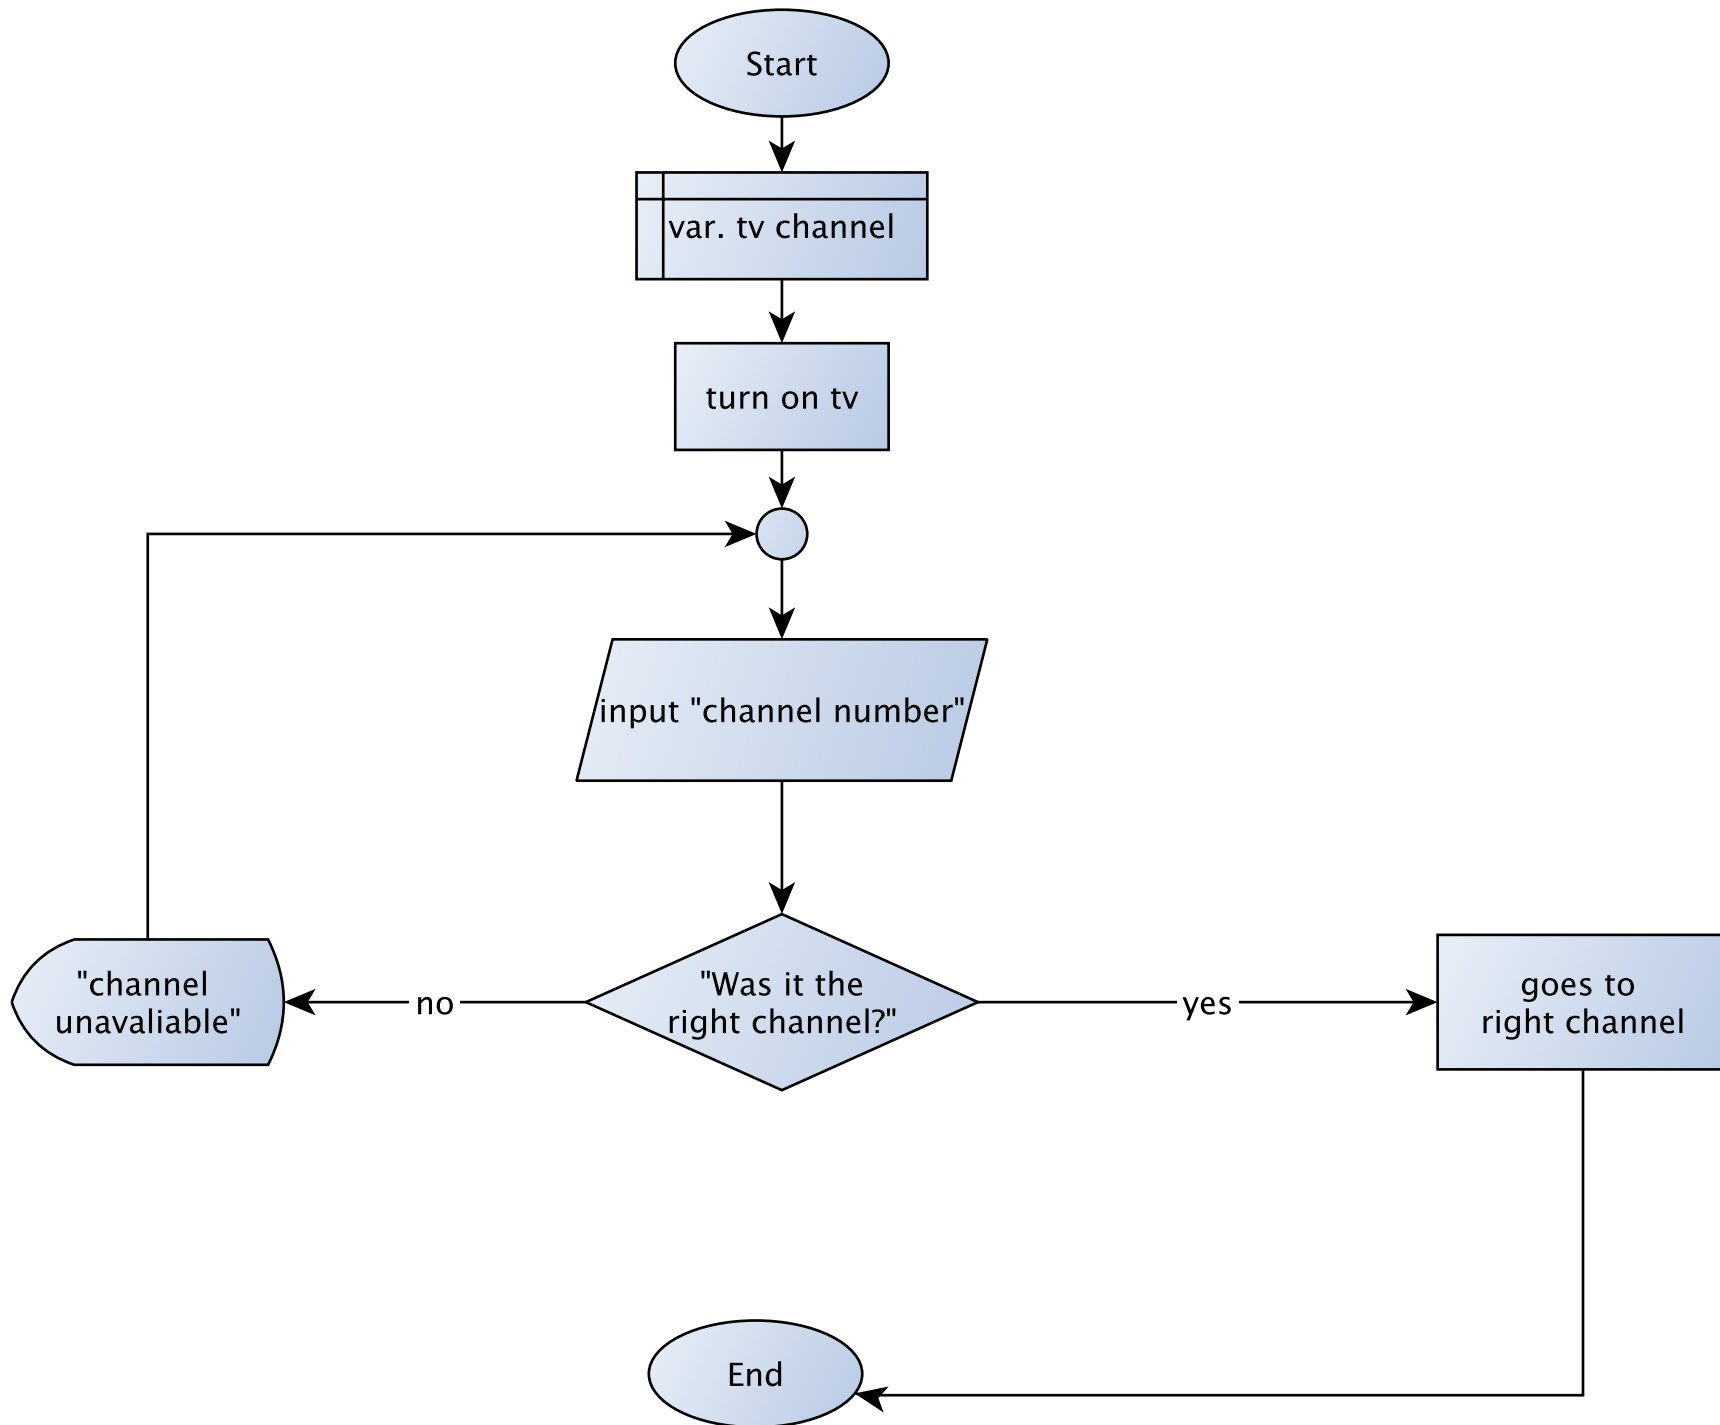 Start
var. tv channel
turn on tv
input "channel number"
"Was it the
right channel?"
no
"channel
unavaliable"
yes
goes to
right channel
End